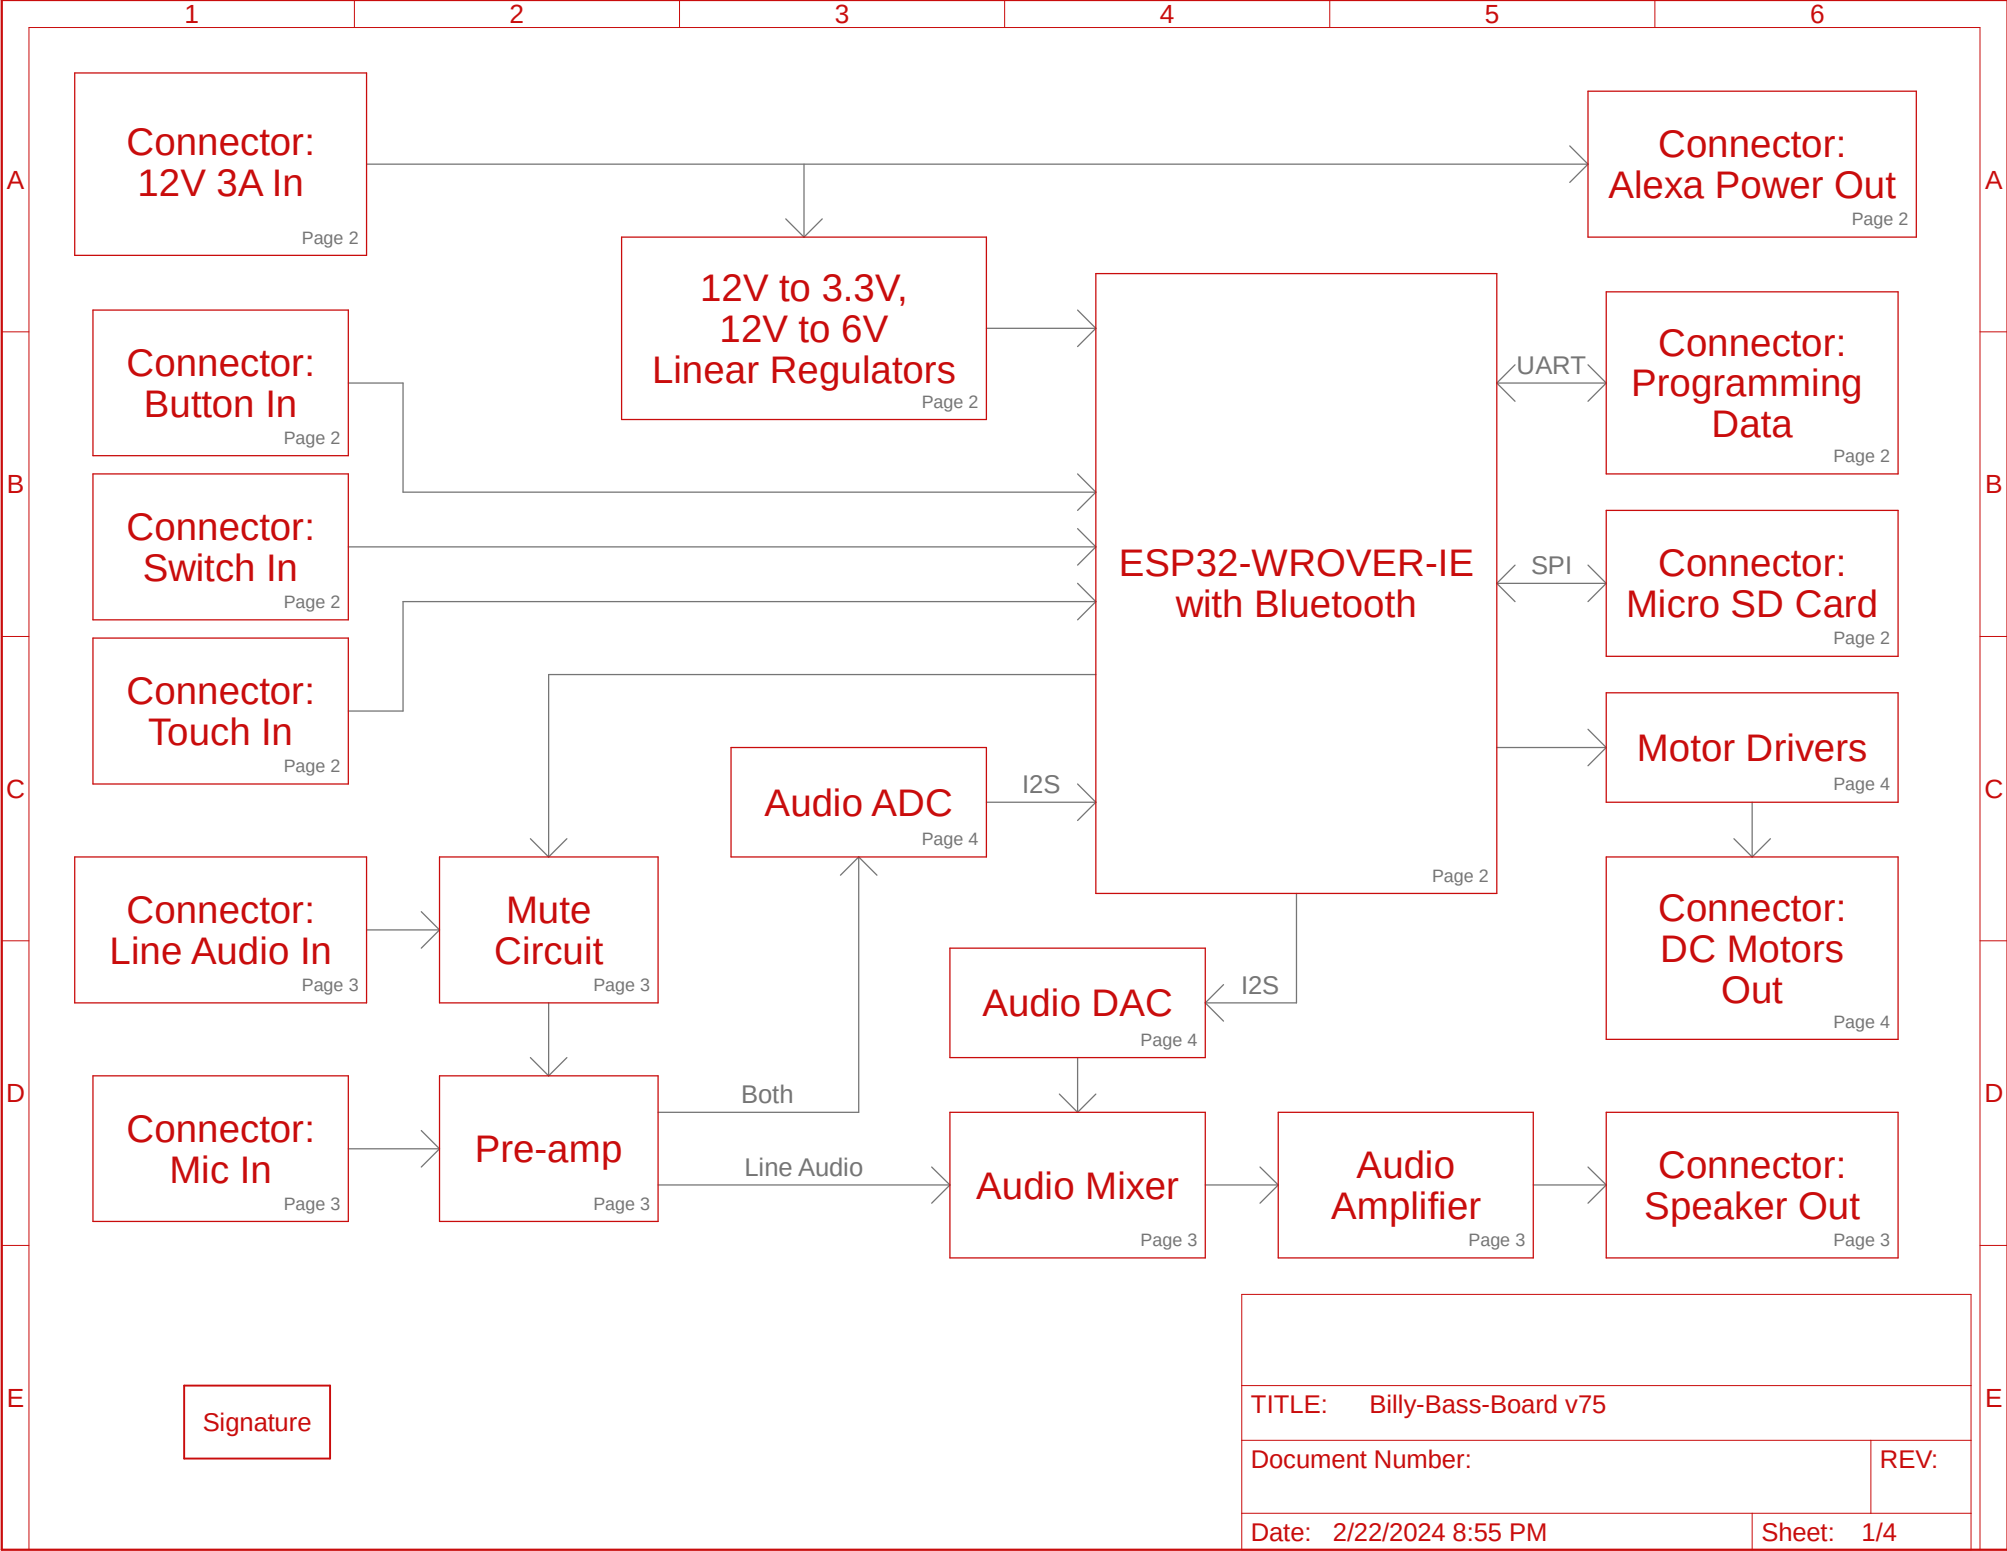 1 2 3 4 5 6
A
A
Connector:
12V 3A In
Page 2
Connector:
Alexa Power Out
Page 2
12V to 3.3V,
12V to 6V
Linear Regulators
Page 2
Connector:
Button In
Page 2
UART
Connector:
Programming
Data
Page 2
B
B
Connector:
Switch In
Page 2
ESP32-WROVER-IE
with Bluetooth
Page 2
SPI
Connector:
Micro SD Card
Page 2
Connector:
Touch In
Page 2
C
C
Audio ADC
Page 4
I2S
Motor Drivers
Page 4
Connector:
Line Audio In
Page 3
Mute
Circuit
Page 3
Audio DAC
Page 4
I2S
Connector:
DC Motors
Out
Page 4
D
D
Connector:
Mic In
Page 3
Pre-amp
Page 3
Both
Line Audio
Audio Mixer
Page 3
Audio
Amplifier
Page 3
Connector:
Speaker Out
Page 3
E
E
Signature
TITLE: Billy-Bass-Board v75
Document Number:
REV:
Date: 2/22/2024 8:55 PM
Sheet: 1/4